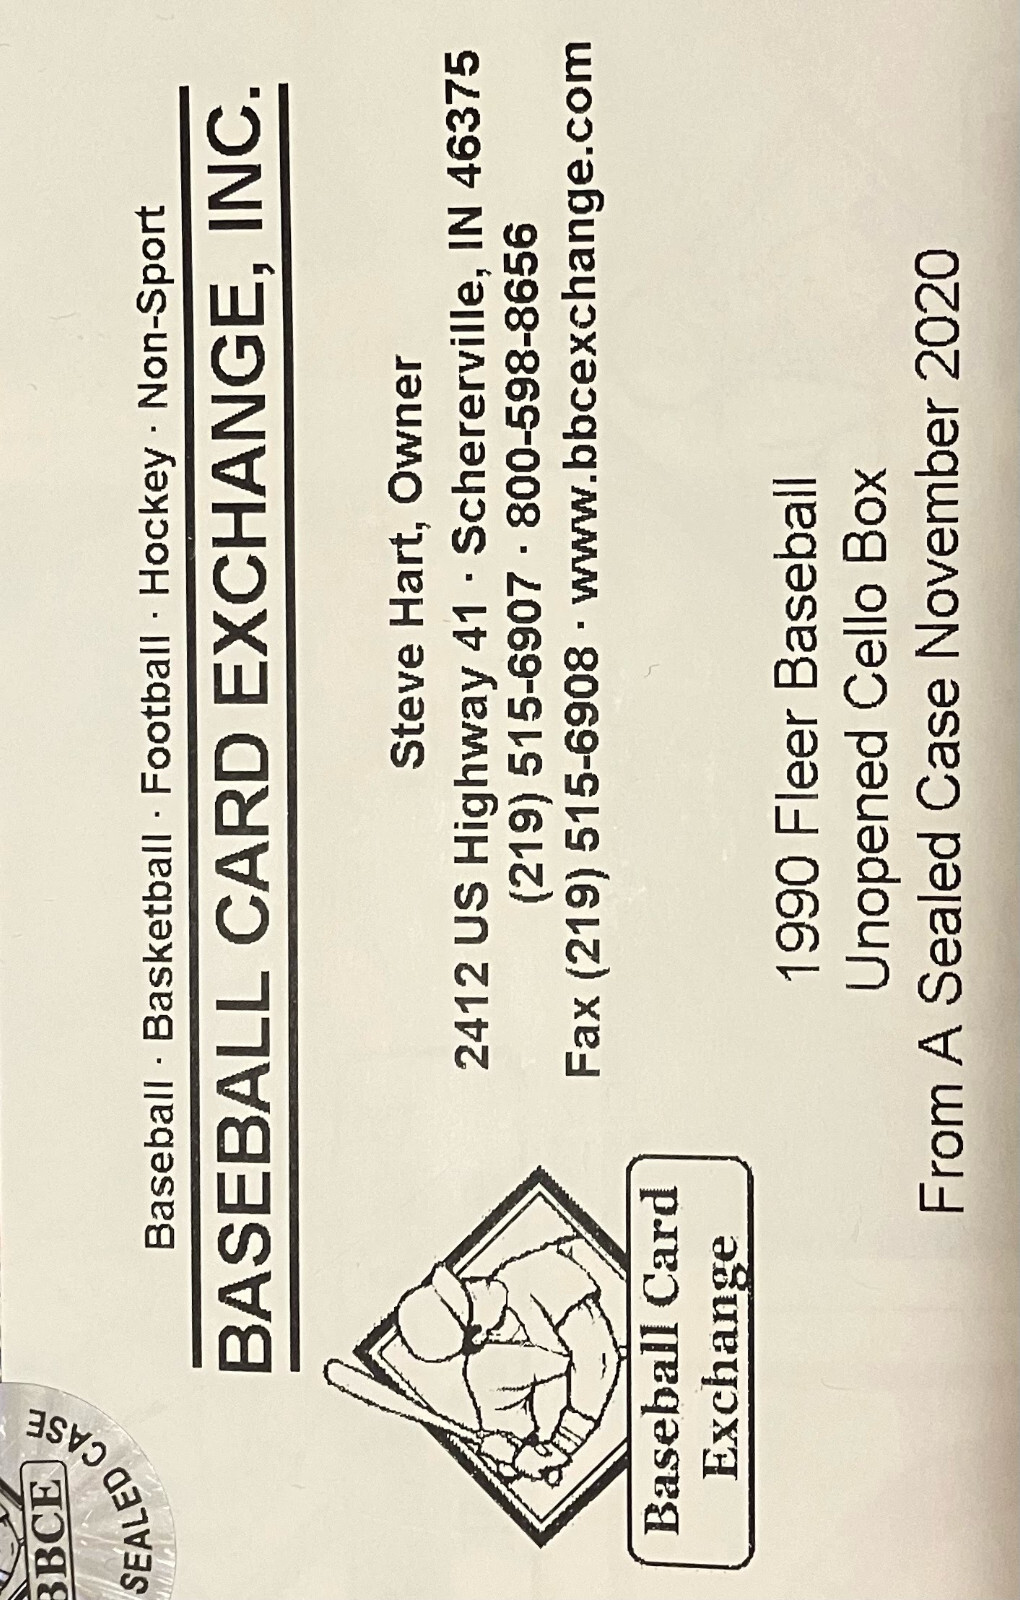 Baseball · Basketball · Football · Hockey · Non-Sport
BASEBALL CARD EXCHANGE, INC.
Steve Hart, Owner
2412 US Highway 41 · Schererville, IN 46375
(219) 515-6907 · 800-598-8656
Fax (219) 515-6908 · www.bbcexchange.com
Baseball Card
Exchange
1990 Fleer Baseball
Unopened Cello Box
From A Sealed Case November 2020
BBCE
SEALED CASE